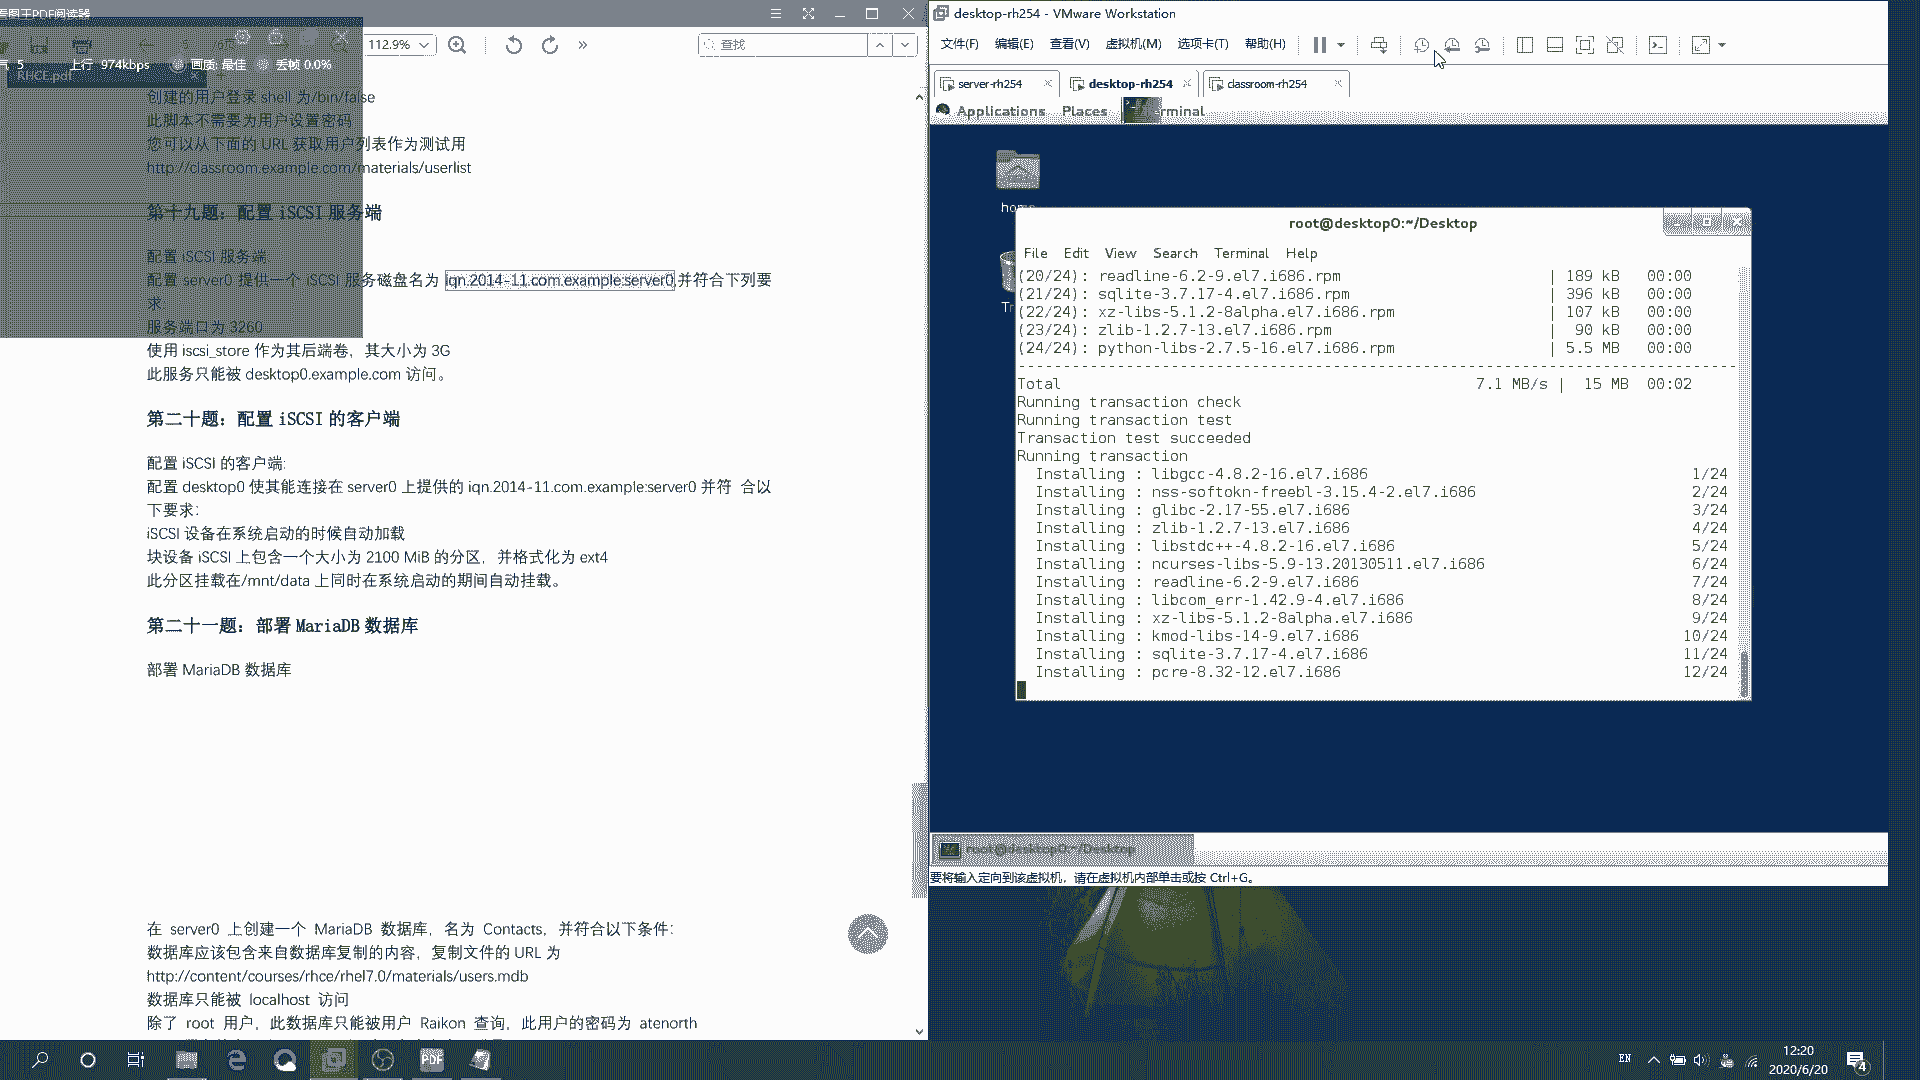 看图王PDF阅读器
112.9%
查找
5
上行 974kbps
画质: 最佳
丢帧 0.0%
RHCE.pdf
创建的用户登录 shell 为/bin/false
此脚本不需要为用户设置密码
您可以从下面的 URL 获取用户列表作为测试用
http://classroom.example.com/materials/userlist
第十九题：配置 iSCSI 服务端
配置 iSCSI 服务端
配置 server0 提供一个 iSCSI 服务磁盘名为 iqn.2014-11.com.example:server0 并符合下列要
求
服务端口为 3260
使用 iscsi_store 作为其后端卷，其大小为 3G
此服务只能被 desktop0.example.com 访问。
第二十题：配置 iSCSI 的客户端
配置 iSCSI 的客户端:
配置 desktop0 使其能连接在 server0 上提供的 iqn.2014-11.com.example:server0 并符 合以
下要求：
iSCSI 设备在系统启动的时候自动加载
块设备 iSCSI 上包含一个大小为 2100 MiB 的分区，并格式化为 ext4
此分区挂载在/mnt/data 上同时在系统启动的期间自动挂载。
第二十一题：部署 MariaDB 数据库
部署 MariaDB 数据库
在 server0 上创建一个 MariaDB 数据库，名为 Contacts，并符合以下条件：
数据库应该包含来自数据库复制的内容，复制文件的 URL 为
http://content/courses/rhce/rhel7.0/materials/users.mdb
数据库只能被 localhost 访问
除了 root 用户，此数据库只能被用户 Raikon 查询，此用户的密码为 atenorth
desktop-rh254 - VMware Workstation
文件(F) 编辑(E) 查看(V) 虚拟机(M) 选项卡(T) 帮助(H)
server-rh254
desktop-rh254
classroom-rh254
Applications Places rminal
root@desktop0:~/Desktop
File Edit View Search Terminal Help
(20/24): readline-6.2-9.el7.i686.rpm | 189 kB 00:00
(21/24): sqlite-3.7.17-4.el7.i686.rpm | 396 kB 00:00
(22/24): xz-libs-5.1.2-8alpha.el7.i686.rpm | 107 kB 00:00
(23/24): zlib-1.2.7-13.el7.i686.rpm | 90 kB 00:00
(24/24): python-libs-2.7.5-16.el7.i686.rpm | 5.5 MB 00:00
--------------------------------------------------------------------------------
Total 7.1 MB/s | 15 MB 00:02
Running transaction check
Running transaction test
Transaction test succeeded
Running transaction
Installing : libgcc-4.8.2-16.el7.i686 1/24
Installing : nss-softokn-freebl-3.15.4-2.el7.i686 2/24
Installing : glibc-2.17-55.el7.i686 3/24
Installing : zlib-1.2.7-13.el7.i686 4/24
Installing : libstdc++-4.8.2-16.el7.i686 5/24
Installing : ncurses-libs-5.9-13.20130511.el7.i686 6/24
Installing : readline-6.2-9.el7.i686 7/24
Installing : libcom_err-1.42.9-4.el7.i686 8/24
Installing : xz-libs-5.1.2-8alpha.el7.i686 9/24
Installing : kmod-libs-14-9.el7.i686 10/24
Installing : sqlite-3.7.17-4.el7.i686 11/24
Installing : pcre-8.32-12.el7.i686 12/24
root@desktop0:~/Desktop
要将输入定向到该虚拟机，请在虚拟机内部单击或按 Ctrl+G。
PDF
EN
12:20
2020/6/20
4